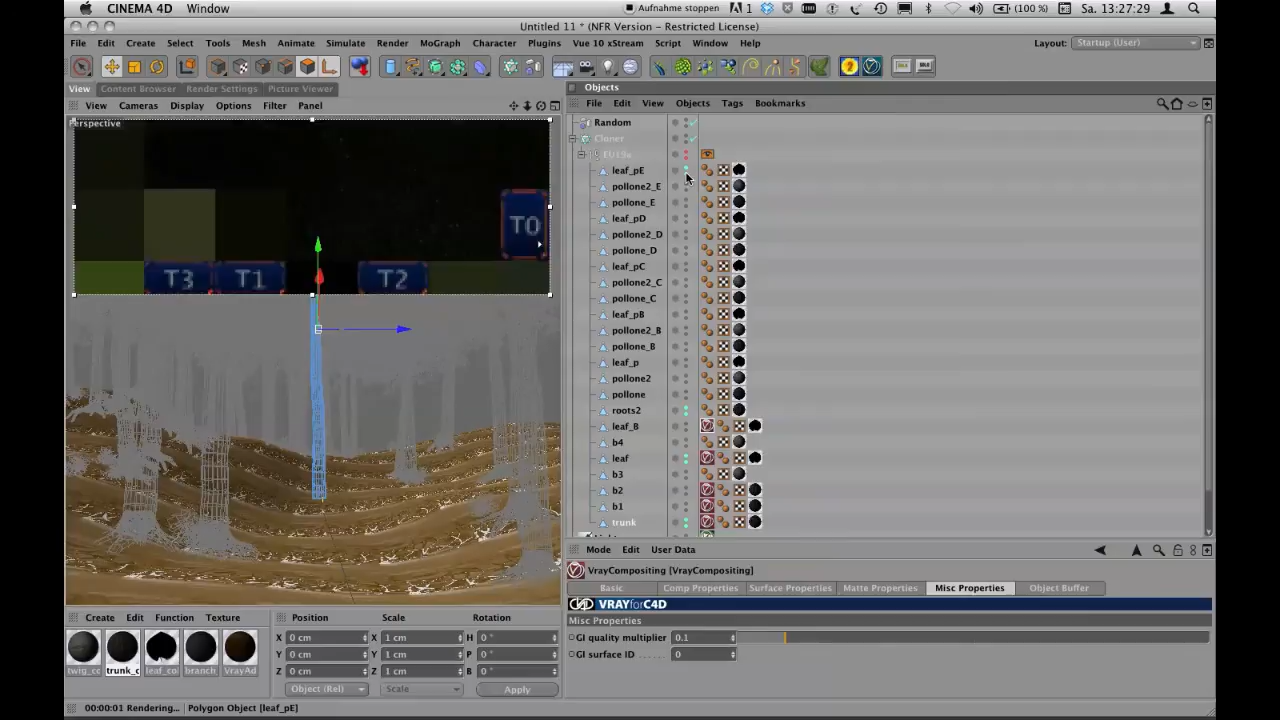 CINEMA 4D Window Aufnahme stoppen 1 (100 %) Sa. 13:27:29
Untitled 11 * (NFR Version - Restricted License)
File Edit Create Select Tools Mesh Animate Simulate Render MoGraph Character Plugins Vue 10 xStream Script Window Help Layout: Startup (User)
View Content Browser Render Settings Picture Viewer
View Cameras Display Options Filter Panel
Perspective
T0
T3 T1 T2
Objects
File Edit View Objects Tags Bookmarks
Random
Cloner
EU19a
leaf_pE
pollone2_E
pollone_E
leaf_pD
pollone2_D
pollone_D
leaf_pC
pollone2_C
pollone_C
leaf_pB
pollone2_B
pollone_B
leaf_p
pollone2
pollone
roots2
leaf_B
b4
leaf
b3
b2
b1
trunk
Mode Edit User Data
VrayCompositing [VrayCompositing]
Basic Comp Properties Surface Properties Matte Properties Misc Properties Object Buffer
VRAYforC4D
Misc Properties
GI quality multiplier 0.1
GI surface ID 0
Create Edit Function Texture
twig_cc trunk_c leaf_col branch_ VrayAd
Position Scale Rotation
X 0 cm X 1 cm H 0 °
Y 0 cm Y 1 cm P 0 °
Z 0 cm Z 1 cm B 0 °
Object (Rel) Scale Apply
00:00:01 Rendering... Polygon Object [leaf_pE]